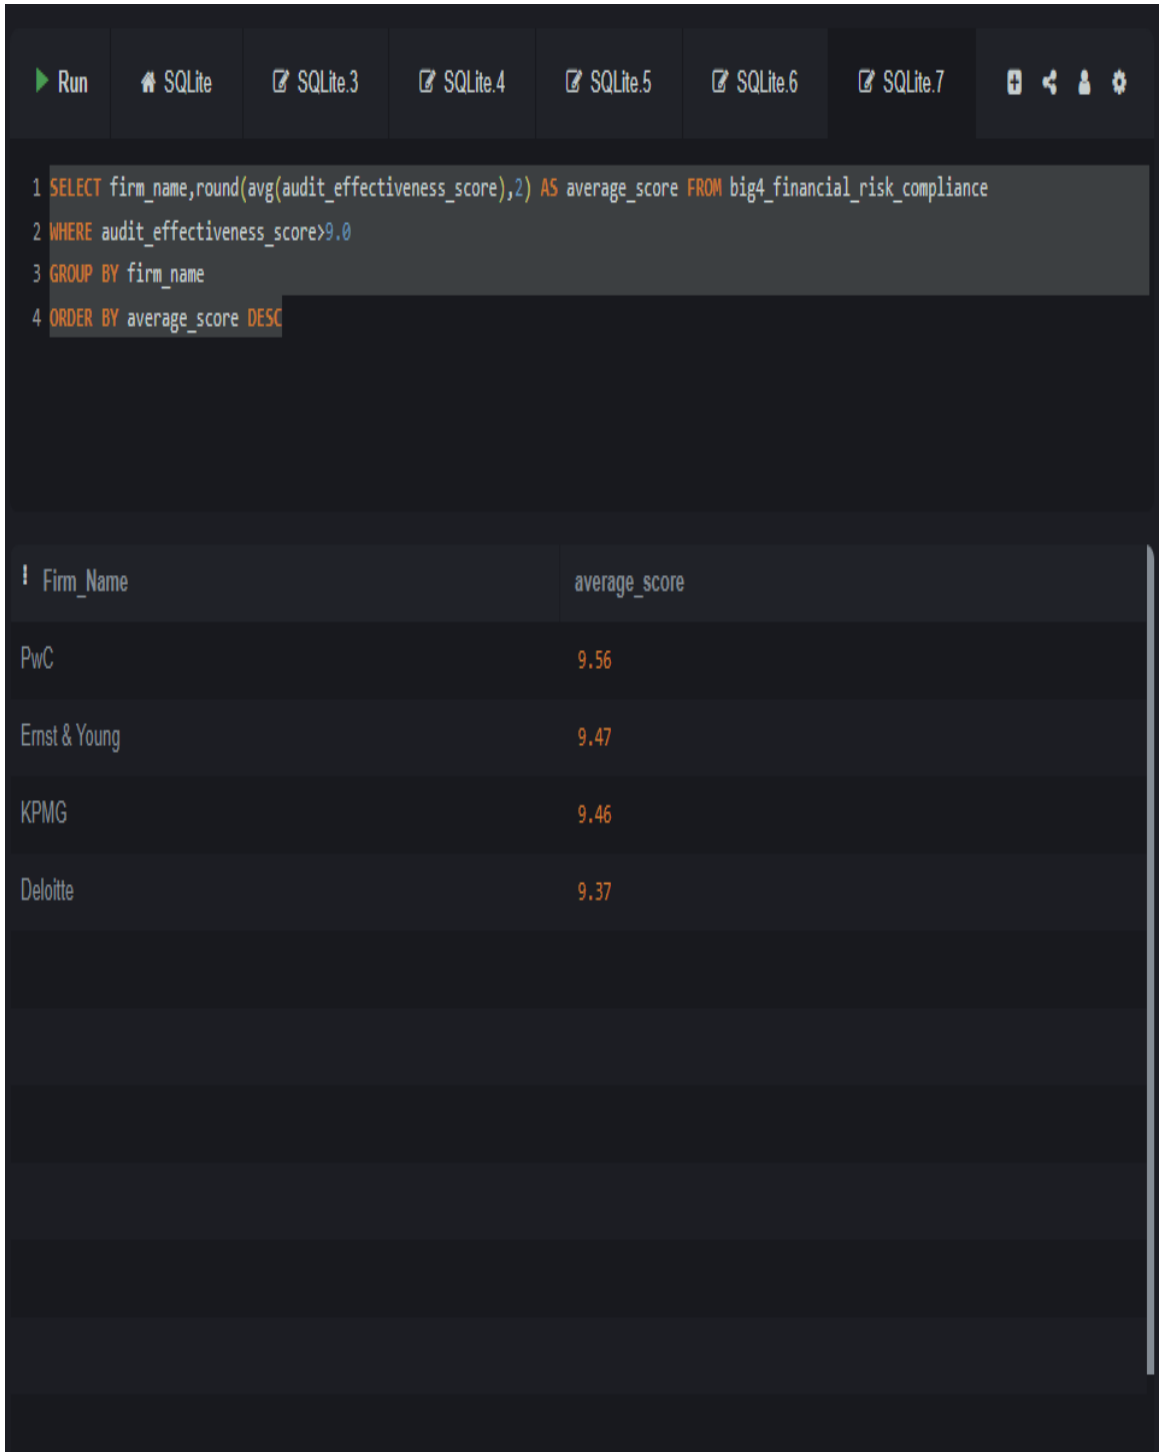 Run SQLite SQLite.3 SQLite.4 SQLite.5 SQLite.6 SQLite.7
1 SELECT firm_name,round(avg(audit_effectiveness_score),2) AS average_score FROM big4_financial_risk_compliance
2 WHERE audit_effectiveness_score>9.0
3 GROUP BY firm_name
4 ORDER BY average_score DESC
Firm_Name average_score
PwC 9.56
Ernst & Young 9.47
KPMG 9.46
Deloitte 9.37